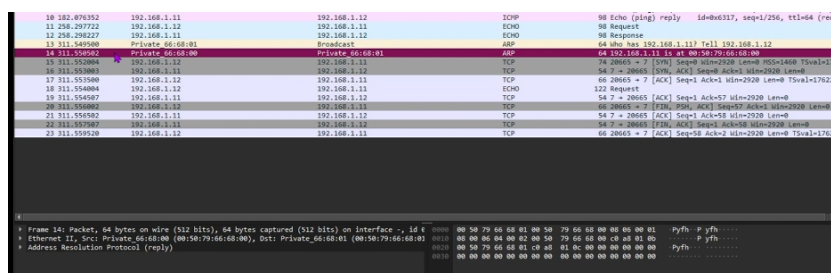 10 182.076352 192.168.1.11 192.168.1.12 ICMP 98 Echo (ping) reply id=0x6317, seq=1/256, ttl=64 (re
11 258.297722 192.168.1.12 192.168.1.11 ECHO 98 Request
12 258.298227 192.168.1.11 192.168.1.12 ECHO 98 Response
13 311.549500 Private_66:68:01 Broadcast ARP 64 Who has 192.168.1.11? Tell 192.168.1.12
14 311.550502 Private_66:68:00 Private_66:68:01 ARP 64 192.168.1.11 is at 00:50:79:66:68:00
15 311.552004 192.168.1.12 192.168.1.11 TCP 74 20665 → 7 [SYN] Seq=0 Win=2920 Len=0 MSS=1460 TSval=1
16 311.553003 192.168.1.11 192.168.1.12 TCP 54 7 → 20665 [SYN, ACK] Seq=0 Ack=1 Win=2920 Len=0
17 311.553500 192.168.1.12 192.168.1.11 TCP 66 20665 → 7 [ACK] Seq=1 Ack=1 Win=2920 Len=0 TSval=1762
18 311.554004 192.168.1.12 192.168.1.11 ECHO 122 Request
19 311.554507 192.168.1.11 192.168.1.12 TCP 54 7 → 20665 [ACK] Seq=1 Ack=57 Win=2920 Len=0
20 311.556002 192.168.1.12 192.168.1.11 TCP 66 20665 → 7 [FIN, PSH, ACK] Seq=57 Ack=1 Win=2920 Len=0
21 311.556502 192.168.1.11 192.168.1.12 TCP 54 7 → 20665 [ACK] Seq=1 Ack=58 Win=2920 Len=0
22 311.557507 192.168.1.11 192.168.1.12 TCP 54 7 → 20665 [FIN, ACK] Seq=1 Ack=58 Win=2920 Len=0
23 311.559520 192.168.1.12 192.168.1.11 TCP 66 20665 → 7 [ACK] Seq=58 Ack=2 Win=2920 Len=0 TSval=1762
Frame 14: Packet, 64 bytes on wire (512 bits), 64 bytes captured (512 bits) on interface -, id 0000 00 50 79 66 68 01 00 50 79 66 68 00 08 06 00 01 ·Pyfh··P yfh·····
Ethernet II, Src: Private_66:68:00 (00:50:79:66:68:00), Dst: Private_66:68:01 (00:50:79:66:68:01 0010 08 00 06 04 00 02 00 50 79 66 68 00 c0 a8 01 0b ·······P yfh·····
Address Resolution Protocol (reply) 0020 00 50 79 66 68 01 c0 a8 01 0c 00 00 00 00 00 00 ·Pyfh··· ········
0030 00 00 00 00 00 00 00 00 00 00 00 00 00 00 00 00 ········ ········